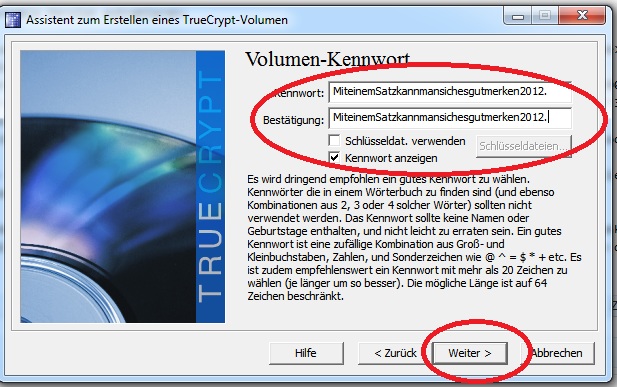 Assistent zum Erstellen eines TrueCrypt-Volumen
TRUECRYPT
Volumen-Kennwort
Kennwort: MiteinemSatzkannmansichesgutmerken2012.
Bestätigung: MiteinemSatzkannmansichesgutmerken2012.
Schlüsseldat. verwenden Schlüsseldateien...
Kennwort anzeigen
Es wird dringend empfohlen ein gutes Kennwort zu wählen.
Kennwörter die in einem Wörterbuch zu finden sind (und ebenso
Kombinationen aus 2, 3 oder 4 solcher Wörter) sollten nicht
verwendet werden. Das Kennwort sollte keine Namen oder
Geburtstage enthalten, und nicht leicht zu erraten sein. Ein gutes
Kennwort ist eine zufällige Kombination aus Groß- und
Kleinbuchstaben, Zahlen, und Sonderzeichen wie @ ^ = $ * + etc. Es
ist zudem empfehlenswert ein Kennwort mit mehr als 20 Zeichen zu
wählen (je länger um so besser). Die mögliche Länge ist auf 64
Zeichen beschränkt.
Hilfe < Zurück Weiter > Abbrechen